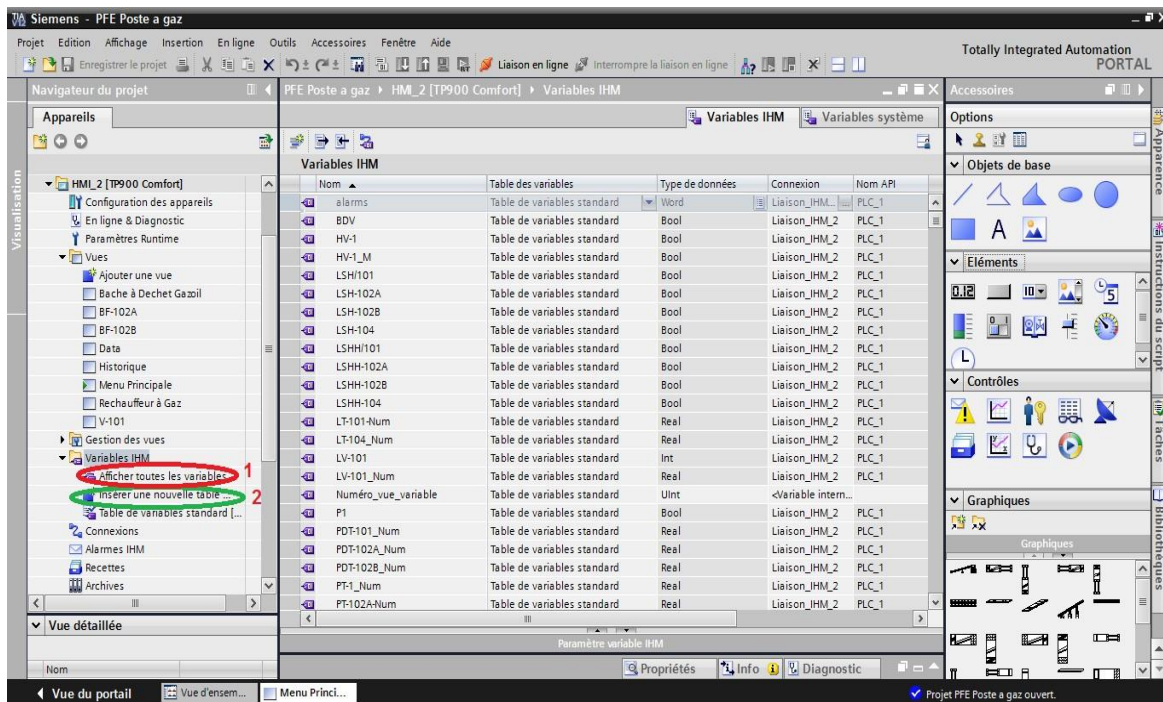 Siemens - PFE Poste a gaz
Projet Edition Affichage Insertion En ligne Outils Accessoires Fenêtre Aide
Totally Integrated Automation
PORTAL
Enregistrer le projet
Liaison en ligne
Interrompre la liaison en ligne
Navigateur du projet
PFE Poste a gaz HMI_2 [TP900 Comfort] Variables IHM
Accessoires
Appareils
Variables IHM
Variables système
Options
Visualisation
HMI_2 [TP900 Comfort]
Configuration des appareils
En ligne & Diagnostic
Paramètres Runtime
Vues
Ajouter une vue
Bache à Dechet Gazoil
BF-102A
BF-102B
Data
Historique
Menu Principale
Rechauffeur à Gaz
V-101
Gestion des vues
Variables IHM
Afficher toutes les variables 1
Insérer une nouvelle table ... 2
Table de variables standard [...
Connexions
Alarmes IHM
Recettes
Archives
Vue détaillée
Nom
Variables IHM
Nom Table des variables Type de données Connexion Nom API
alarms Table de variables standard Word Liaison_IHM... PLC_1
BDV Table de variables standard Bool Liaison_IHM_2 PLC_1
HV-1 Table de variables standard Bool Liaison_IHM_2 PLC_1
HV-1_M Table de variables standard Bool Liaison_IHM_2 PLC_1
LSH/101 Table de variables standard Bool Liaison_IHM_2 PLC_1
LSH-102A Table de variables standard Bool Liaison_IHM_2 PLC_1
LSH-102B Table de variables standard Bool Liaison_IHM_2 PLC_1
LSH-104 Table de variables standard Bool Liaison_IHM_2 PLC_1
LSHH/101 Table de variables standard Bool Liaison_IHM_2 PLC_1
LSHH-102A Table de variables standard Bool Liaison_IHM_2 PLC_1
LSHH-102B Table de variables standard Bool Liaison_IHM_2 PLC_1
LSHH-104 Table de variables standard Bool Liaison_IHM_2 PLC_1
LT-101-Num Table de variables standard Real Liaison_IHM_2 PLC_1
LT-104_Num Table de variables standard Real Liaison_IHM_2 PLC_1
LV-101 Table de variables standard Int Liaison_IHM_2 PLC_1
LV-101_Num Table de variables standard Real Liaison_IHM_2 PLC_1
Numéro_vue_variable Table de variables standard UInt <Variable intern...
P1 Table de variables standard Bool Liaison_IHM_2 PLC_1
PDT-101_Num Table de variables standard Real Liaison_IHM_2 PLC_1
PDT-102A_Num Table de variables standard Real Liaison_IHM_2 PLC_1
PDT-102B_Num Table de variables standard Real Liaison_IHM_2 PLC_1
PT-1_Num Table de variables standard Real Liaison_IHM_2 PLC_1
PT-102A-Num Table de variables standard Real Liaison_IHM_2 PLC_1
Paramètre variable IHM
Propriétés
Info
Diagnostic
Objets de base
A
Eléments
0.12
10
5
Contrôles
Graphiques
Graphiques
Apparence
Instructions du script
Taches
Bibliothèques
Vue du portail
Vue d'ensem...
Menu Princi...
Projet PFE Poste a gaz ouvert.